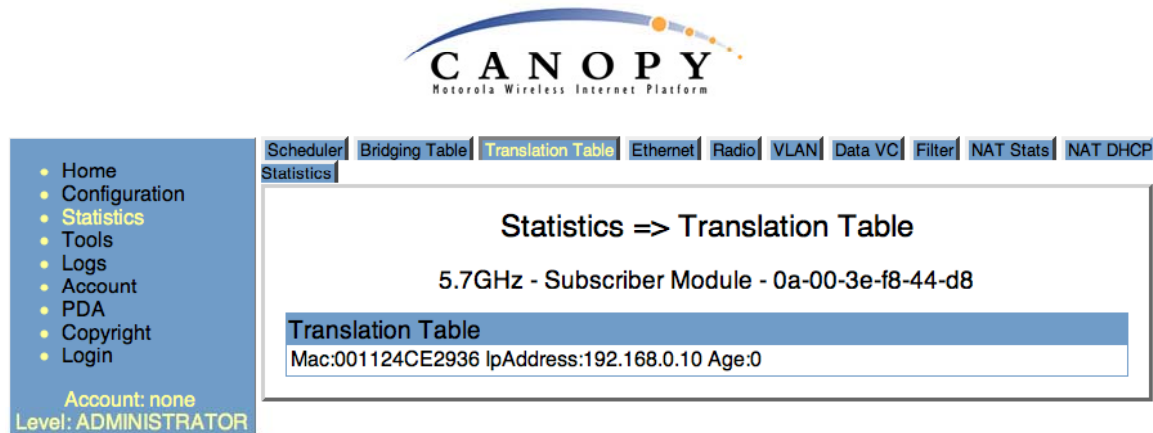 CANOPY
Motorola Wireless Internet Platform
Home
Configuration
Statistics
Tools
Logs
Account
PDA
Copyright
Login
Account: none
Level: ADMINISTRATOR
Scheduler Bridging Table Translation Table Ethernet Radio VLAN Data VC Filter NAT Stats NAT DHCP
Statistics
Statistics => Translation Table
5.7GHz - Subscriber Module - 0a-00-3e-f8-44-d8
Translation Table
Mac:001124CE2936 IpAddress:192.168.0.10 Age:0